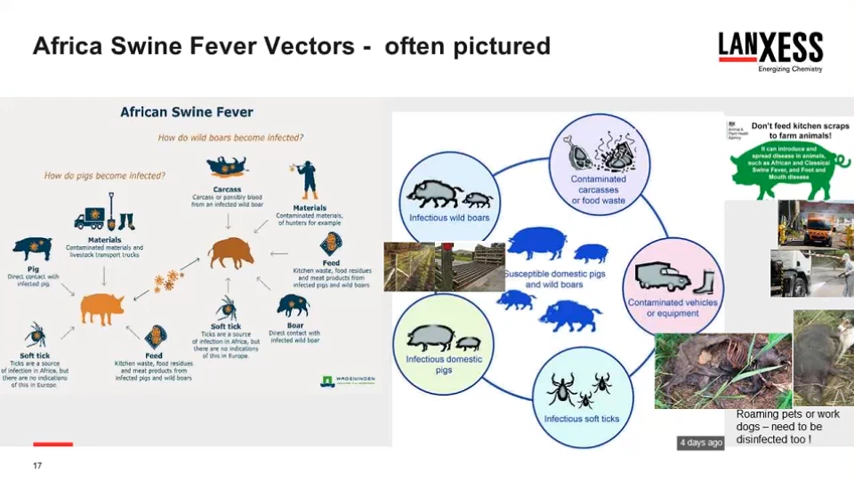 Africa Swine Fever Vectors - often pictured
LANXESS
Energizing Chemistry
African Swine Fever
How do wild boars become infected?
How do pigs become infected?
Carcass
Carcass or possibly blood
from an infected wild boar
Materials
Contaminated materials,
of hunters for example
Materials
Contaminated materials and
livestock transport trucks
Pig
Direct contact with
infected pig.
Feed
Kitchen waste, food residues
and meat products from
infected pigs and wild boars
Soft tick
Ticks are a source
of infection in Africa, but
there are no indications
of this in Europe.
Boar
Direct contact with
infected wild boar
Soft tick
Ticks are a source
of infection in Africa, but
there are no indications
of this in Europe.
Feed
Kitchen waste, food residues
and meat products from
infected pigs and wild boars
WAGENINGEN
Infectious wild boars
Contaminated
carcasses
or food waste
Susceptible domestic pigs
and wild boars
Contaminated vehicles
or equipment
Infectious domestic
pigs
Infectious soft ticks
Animal &
Plant Health
Agency
Don't feed kitchen scraps
to farm animals!
It can introduce and
spread disease in animals,
such as African and Classical
Swine Fever, and Foot and
Mouth disease
4 days ago
Roaming pets or work
dogs – need to be
disinfected too !
17